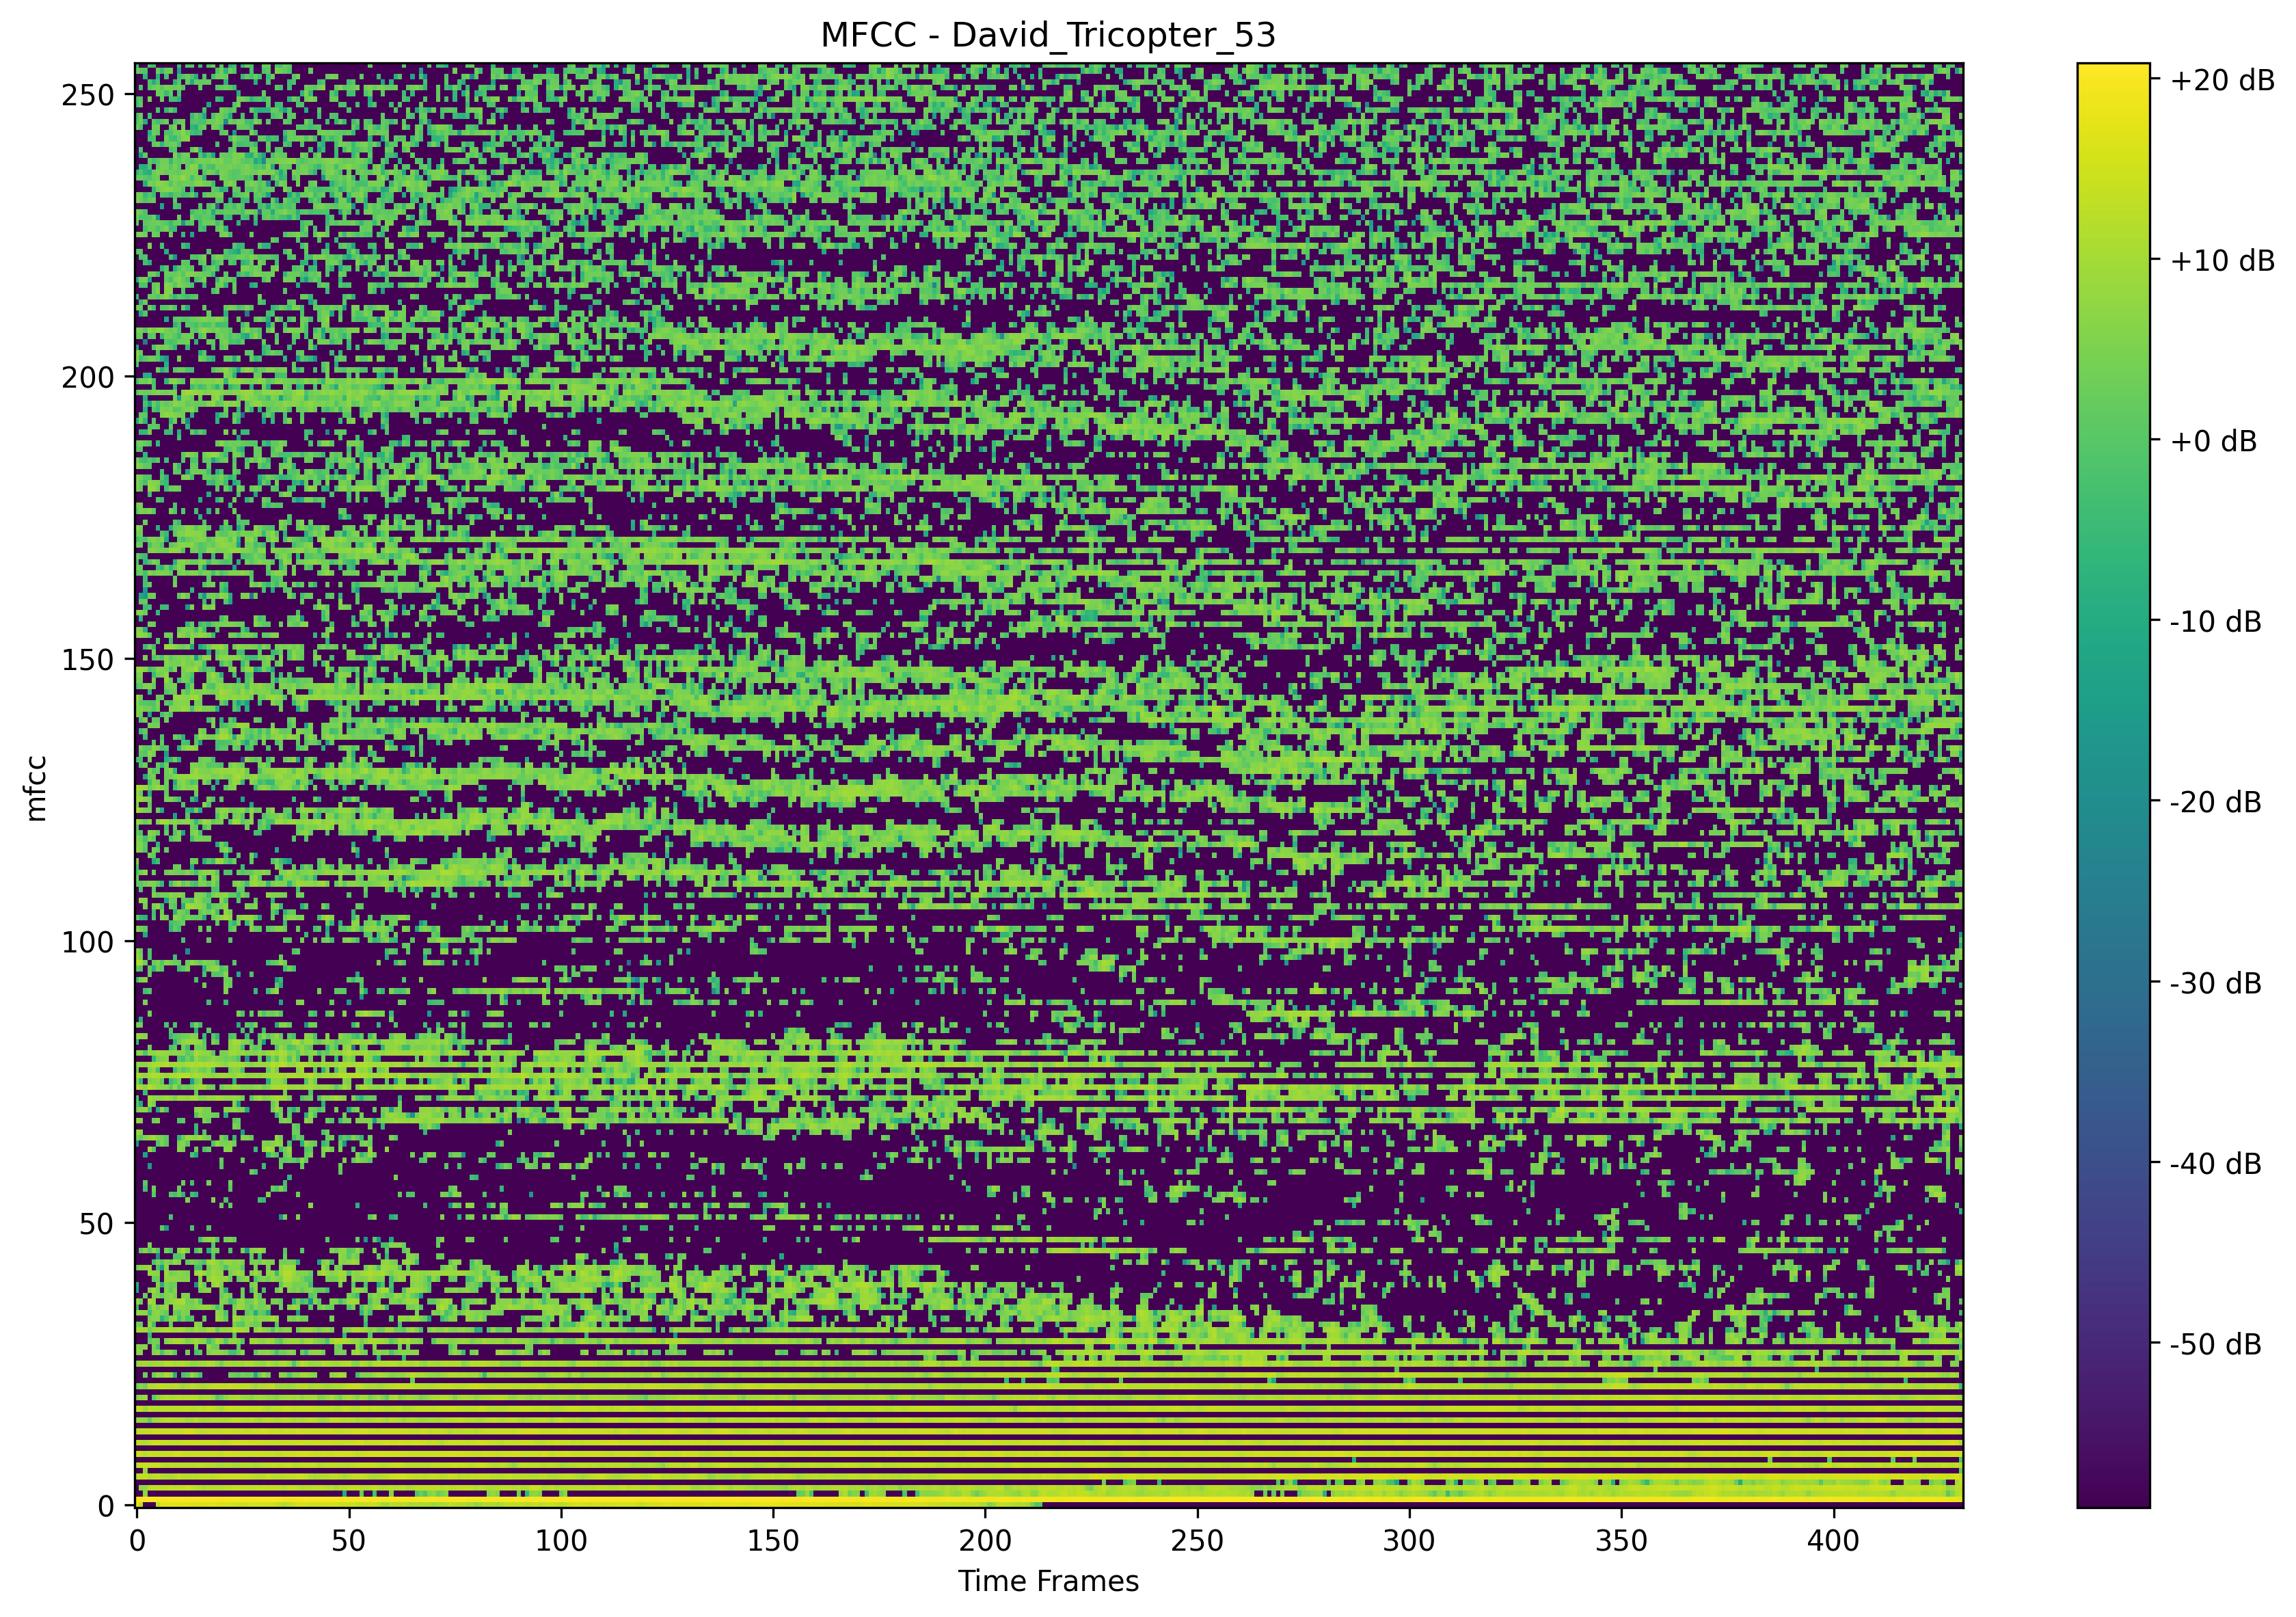 MFCC - David_Tricopter_53
250
200
150
100
50
0
mfcc
0 50 100 150 200 250 300 350 400
Time Frames
+20 dB
+10 dB
+0 dB
-10 dB
-20 dB
-30 dB
-40 dB
-50 dB